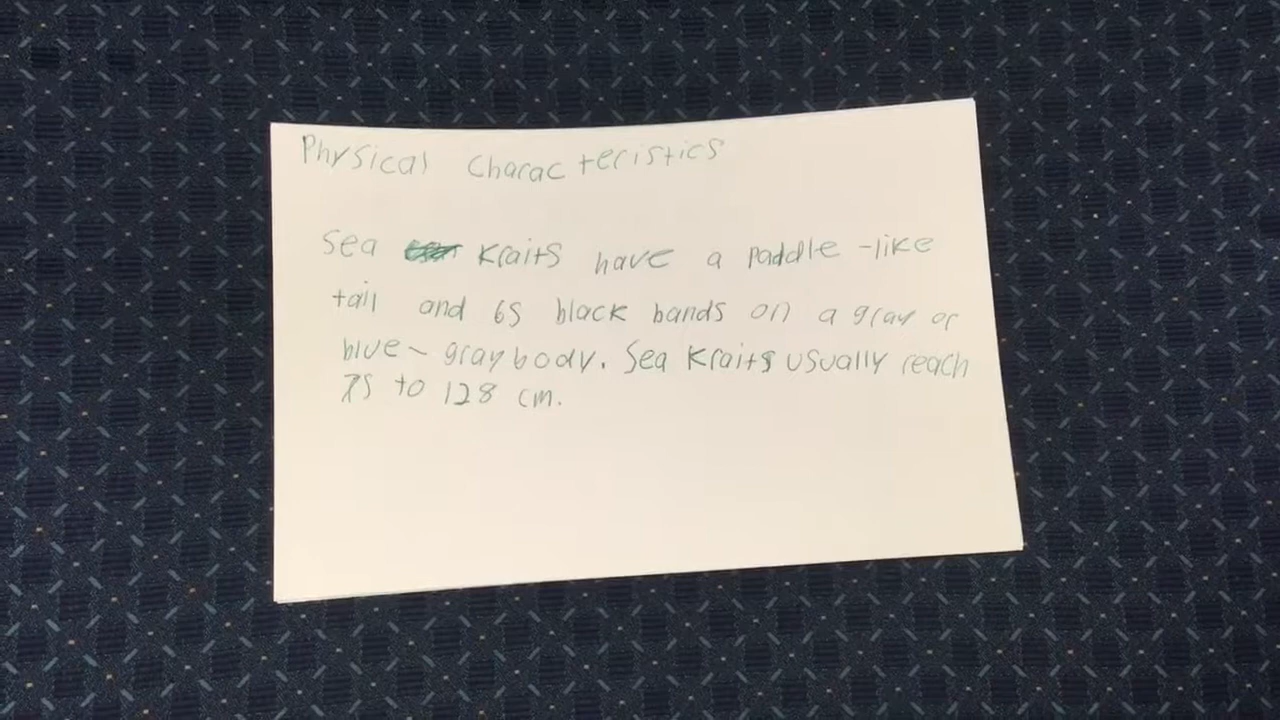 Physical Characteristics
Sea Kraits have a paddle-like
tail and 65 black bands on a gray or
blue-gray body. Sea Kraits usually reach
75 to 128 cm.